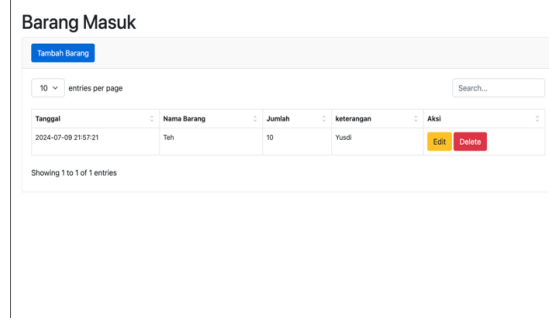 Barang Masuk
Tambah Barang
10 entries per page Search...
Tanggal Nama Barang Jumlah keterangan Aksi
2024-07-09 21:57:21 Teh 10 Yusdi Edit Delete
Showing 1 to 1 of 1 entries